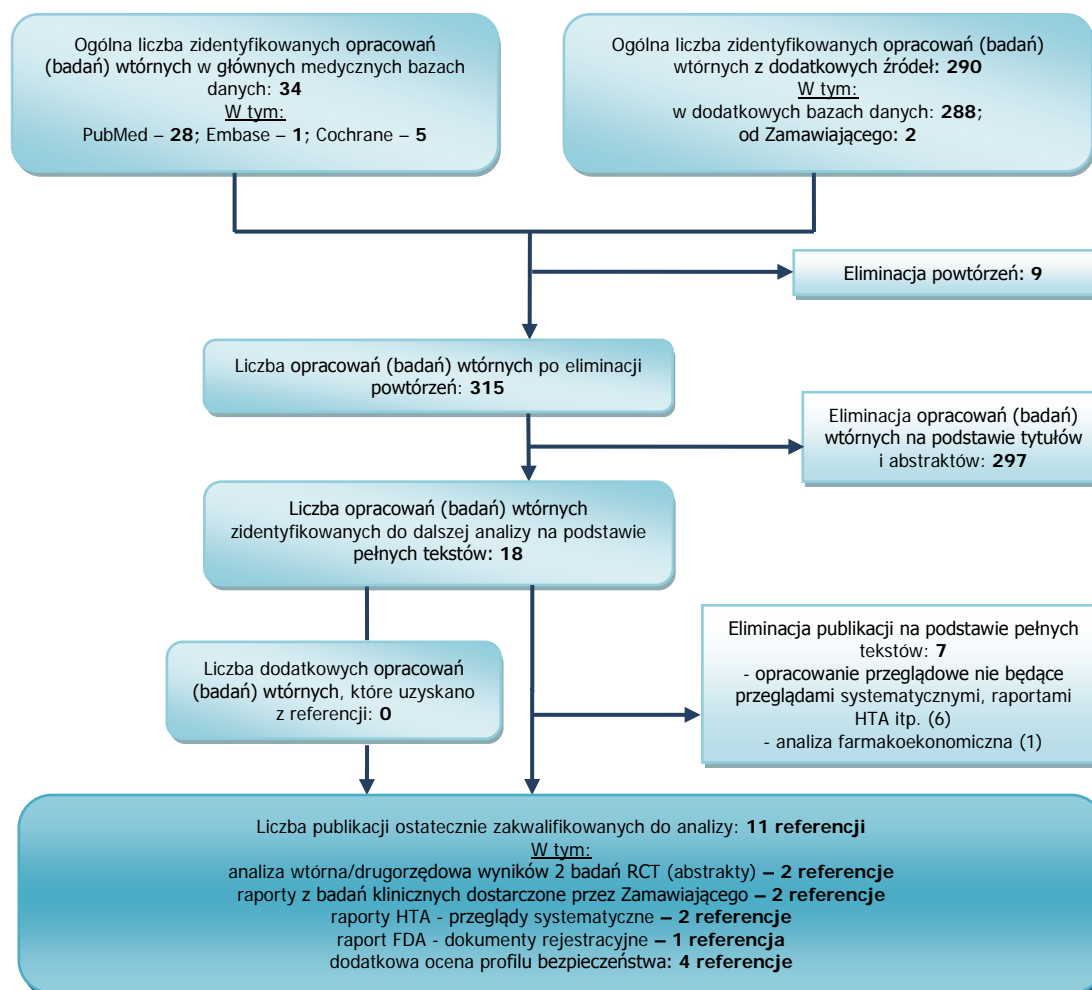 Ogólna liczba zidentyfikowanych opracowań
(badań) wtórnych w głównych medycznych bazach
danych: 34
W tym:
PubMed – 28; Embase – 1; Cochrane – 5
Ogólna liczba zidentyfikowanych opracowań (badań)
wtórnych z dodatkowych źródeł: 290
W tym:
w dodatkowych bazach danych: 288;
od Zamawiającego: 2
Eliminacja powtórzeń: 9
Liczba opracowań (badań) wtórnych po eliminacji
powtórzeń: 315
Eliminacja opracowań (badań)
wtórnych na podstawie tytułów
i abstraktów: 297
Liczba opracowań (badań) wtórnych
zidentyfikowanych do dalszej analizy na podstawie
pełnych tekstów: 18
Eliminacja publikacji na podstawie pełnych
tekstów: 7
- opracowanie przeglądowe nie będące
przeglądami systematycznymi, raportami
HTA itp. (6)
- analiza farmakoekonomiczna (1)
Liczba dodatkowych opracowań
(badań) wtórnych, które uzyskano
z referencji: 0
Liczba publikacji ostatecznie zakwalifikowanych do analizy: 11 referencji
W tym:
analiza wtórna/drugorzędowa wyników 2 badań RCT (abstrakty) – 2 referencje
raporty z badań klinicznych dostarczone przez Zamawiającego – 2 referencje
raporty HTA - przeglądy systematyczne – 2 referencje
raport FDA - dokumenty rejestracyjne – 1 referencja
dodatkowa ocena profilu bezpieczeństwa: 4 referencje